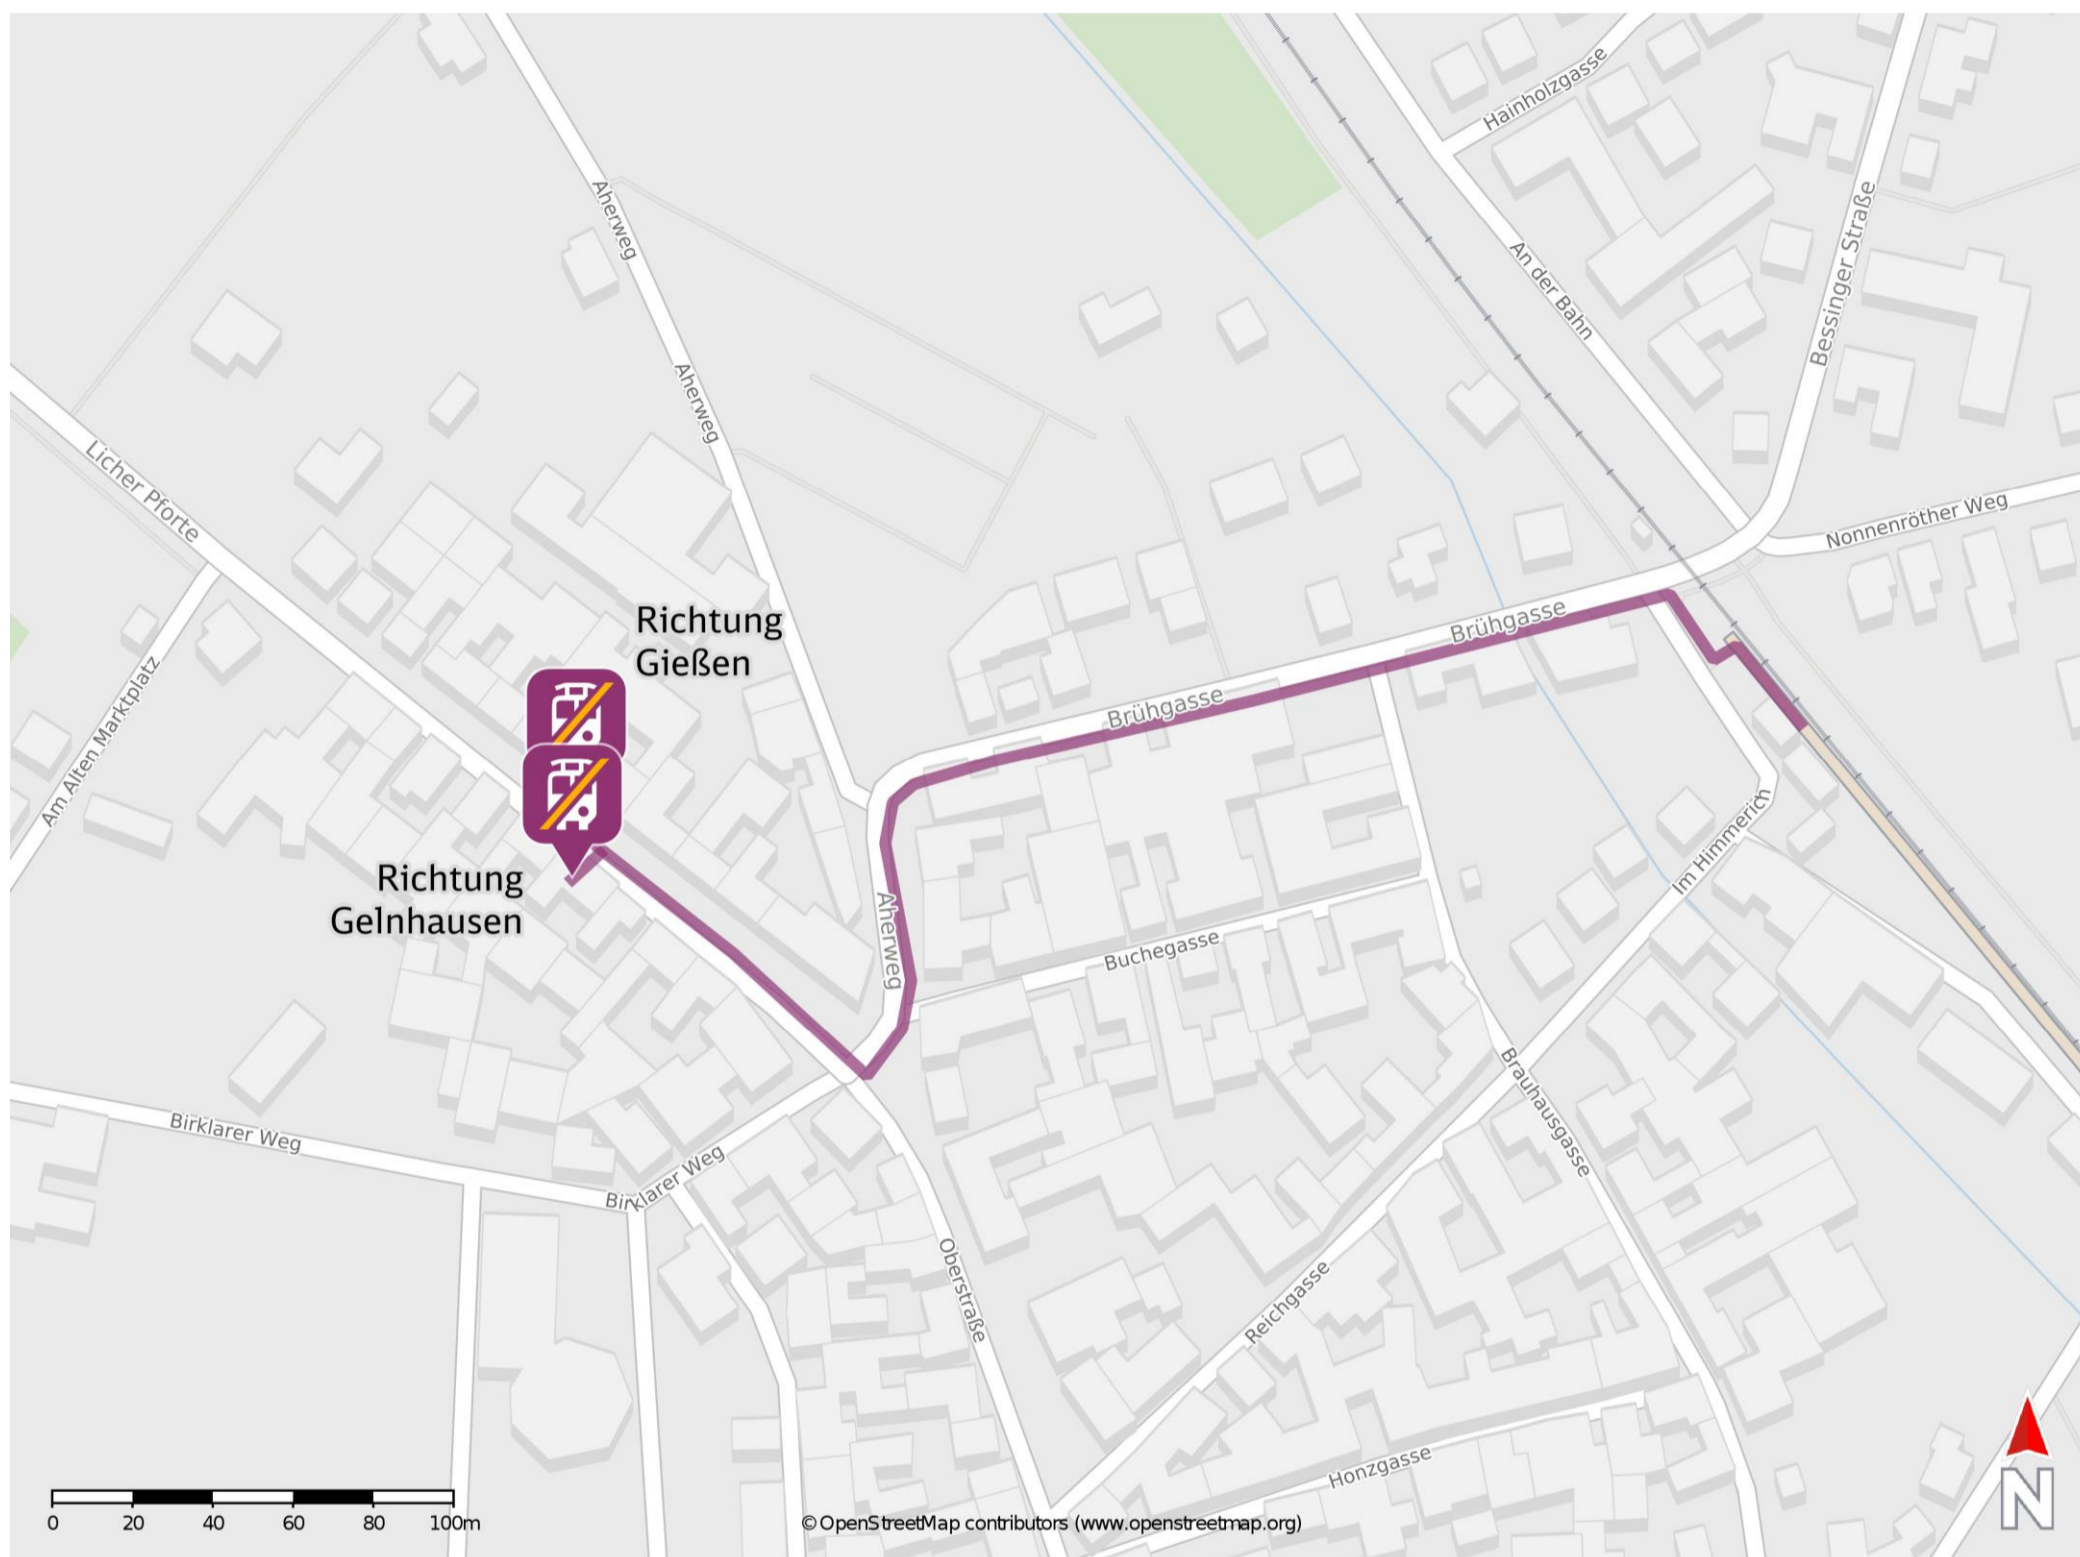 Hainholzgasse
Aherweg
Bessinger Straße
An der Bahn
Aherweg
Licher Pforte
Nonnenröther Weg
Richtung
Gießen
Brühgasse
Brühgasse
Am Alten Marktplatz
Im Himmerich
Richtung
Gelnhausen
Aherweg
Buchegasse
Birklarer Weg
Brauhausgasse
Birklarer Weg
Oberstraße
Reichgasse
Honzgasse
0 20 40 60 80 100m
©OpenStreetMap contributors (www.openstreetmap.org)
N